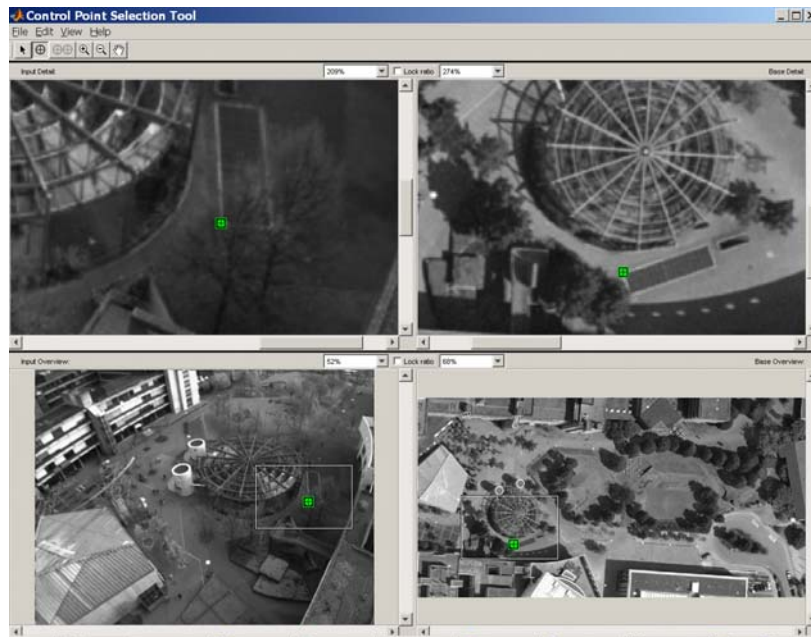 Control Point Selection Tool
File Edit View Help
Input Detail: 209% Lock ratio 274% Base Detail:
Input Overview: 52% Lock ratio 68% Base Overview: